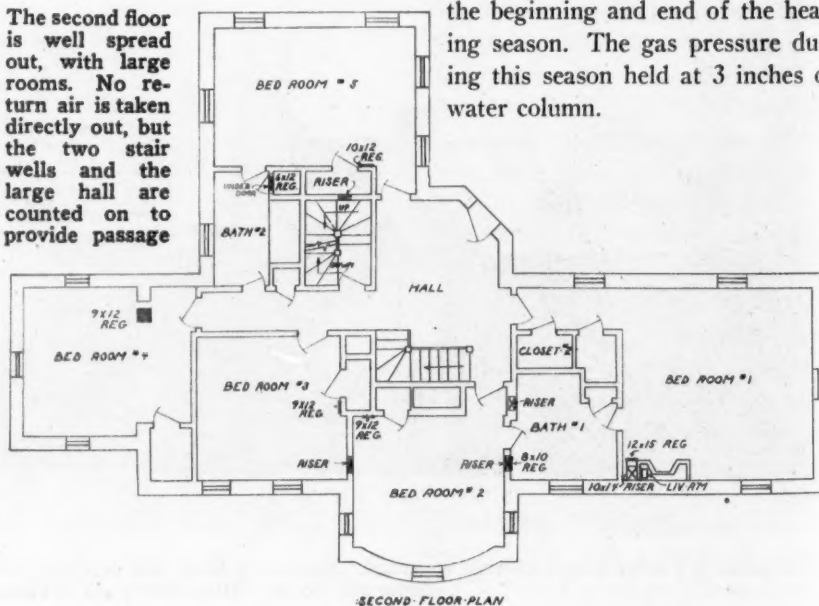 The second floor
is well spread
out, with large
rooms. No re-
turn air is taken
directly out, but
the two stair
wells and the
large hall are
counted on to
provide passage
the beginning and end of the hea
ing season. The gas pressure du
ing this season held at 3 inches o
water column.
BED ROOM #5
10x12
REG
RISER
8x12
REG
UP
BATH #2
HALL
9X12
REG
BED ROOM #4
BED ROOM #3
9X12
REG
9X12
REG
RISER
BED ROOM #2
RISER
8x10
REG
CLOSET 2
RISER
BATH #1
BED ROOM #1
12x15 REG
10x14 RISER
LIV RM
SECOND-FLOOR-PLAN